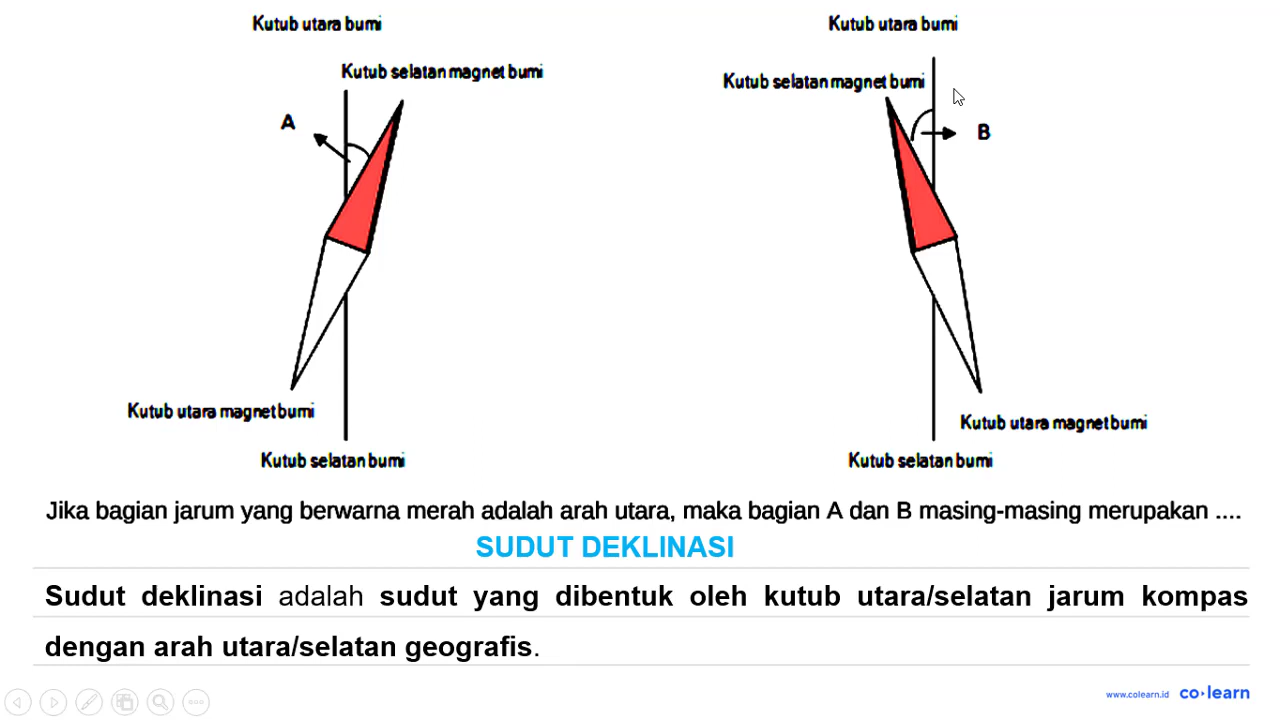 Kutub utara bumi
Kutub selatan magnet bumi
A
Kutub utara magnet bumi
Kutub selatan bumi
Kutub utara bumi
Kutub selatan magnet bumi
B
Kutub utara magnet bumi
Kutub selatan bumi
Jika bagian jarum yang berwarna merah adalah arah utara, maka bagian A dan B masing-masing merupakan ....
SUDUT DEKLINASI
Sudut deklinasi adalah sudut yang dibentuk oleh kutub utara/selatan jarum kompas
dengan arah utara/selatan geografis.
www.colearn.id co learn